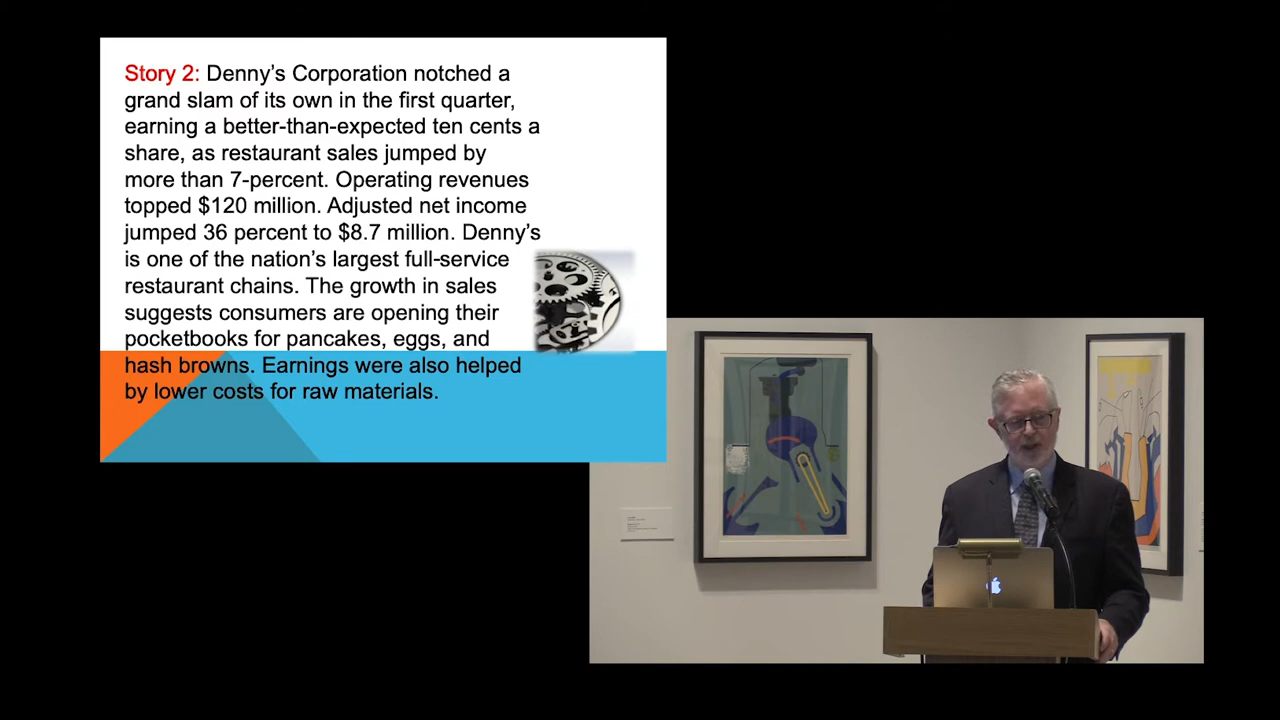 Story 2: Denny’s Corporation notched a
grand slam of its own in the first quarter,
earning a better-than-expected ten cents a
share, as restaurant sales jumped by
more than 7-percent. Operating revenues
topped $120 million. Adjusted net income
jumped 36 percent to $8.7 million. Denny’s
is one of the nation’s largest full-service
restaurant chains. The growth in sales
suggests consumers are opening their
pocketbooks for pancakes, eggs, and
hash browns. Earnings were also helped
by lower costs for raw materials.